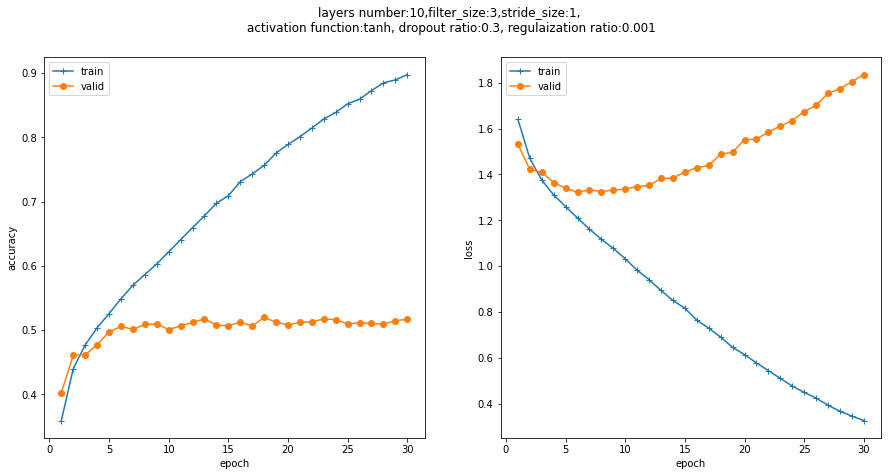 layers number:10,filter_size:3,stride_size:1,
activation function:tanh, dropout ratio:0.3, regulaization ratio:0.001
train
valid
0.9
0.8
0.7
0.6
0.5
0.4
accuracy
0 5 10 15 20 25 30
epoch
train
valid
1.8
1.6
1.4
1.2
1.0
0.8
0.6
0.4
loss
0 5 10 15 20 25 30
epoch